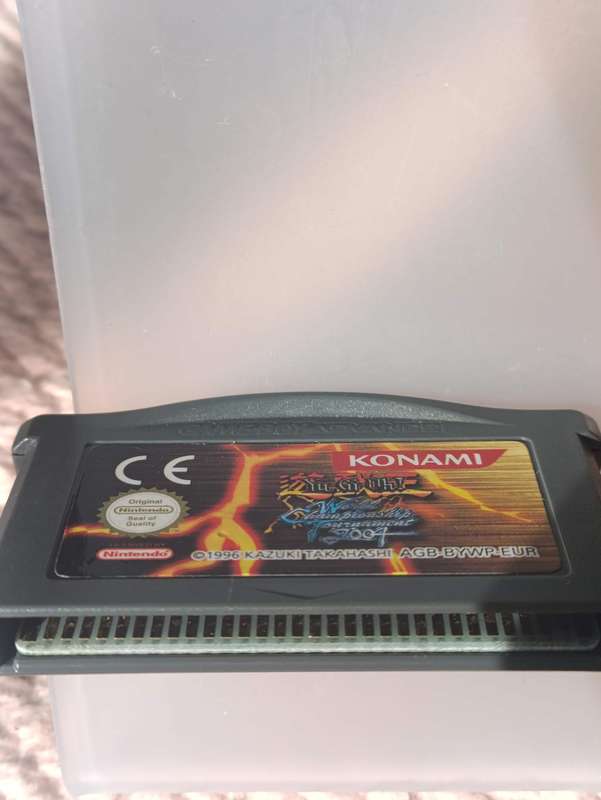 GAME BOY ADVANCE
CE
KONAMI
Yu-Gi-Oh!
World
Championship
Tournament
2004
Original
Nintendo
Seal of
Quality
Nintendo
©1996 KAZUKI TAKAHASHI AGB-BYWP-EUR